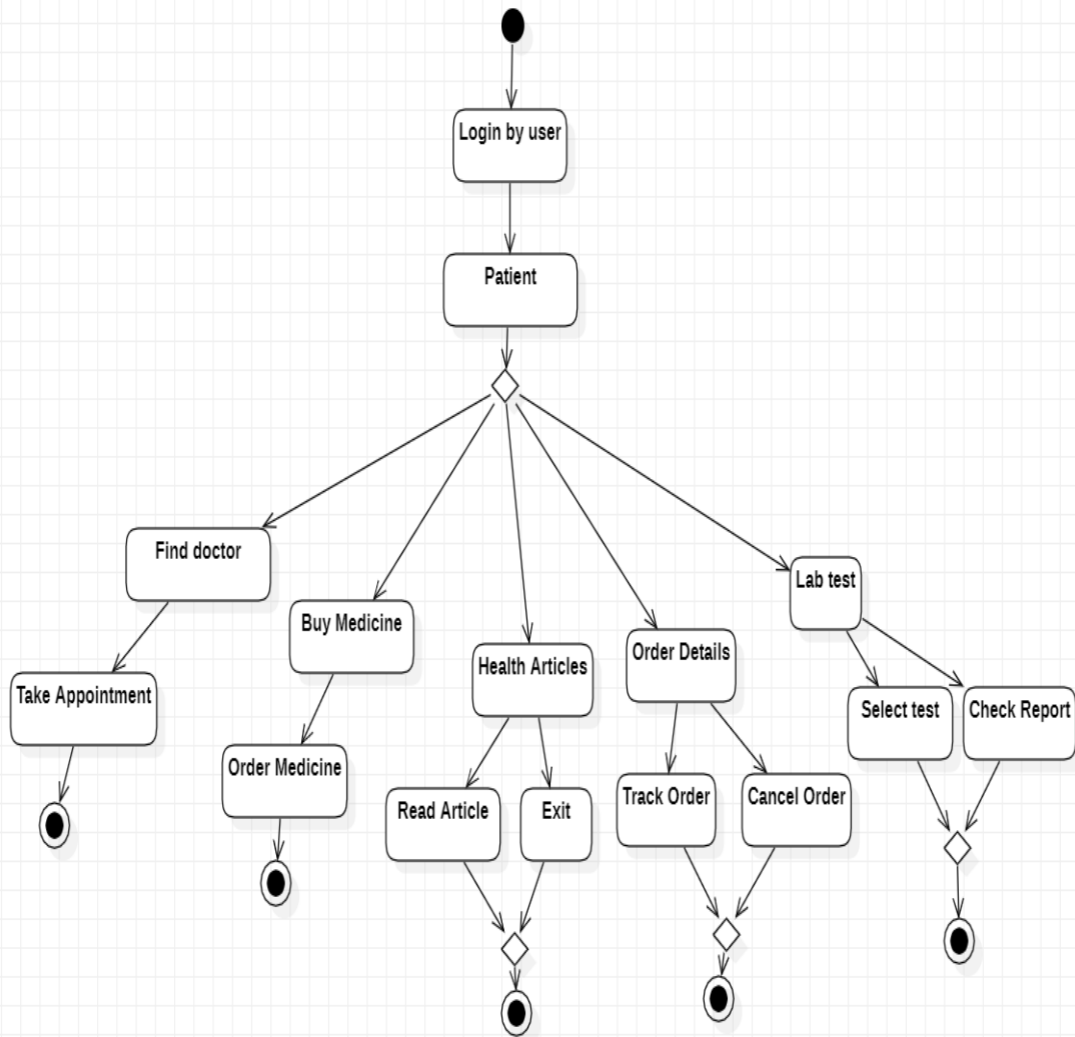 Login by user
Patient
Find doctor
Buy Medicine
Health Articles
Order Details
Lab test
Take Appointment
Order Medicine
Read Article
Exit
Track Order
Cancel Order
Select test
Check Report